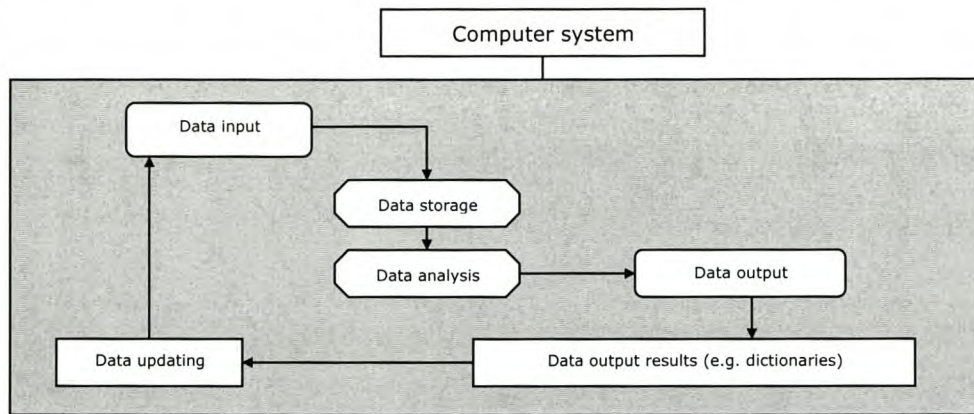 Computer system
Data input
Data storage
Data analysis
Data output
Data updating
Data output results (e.g. dictionaries)